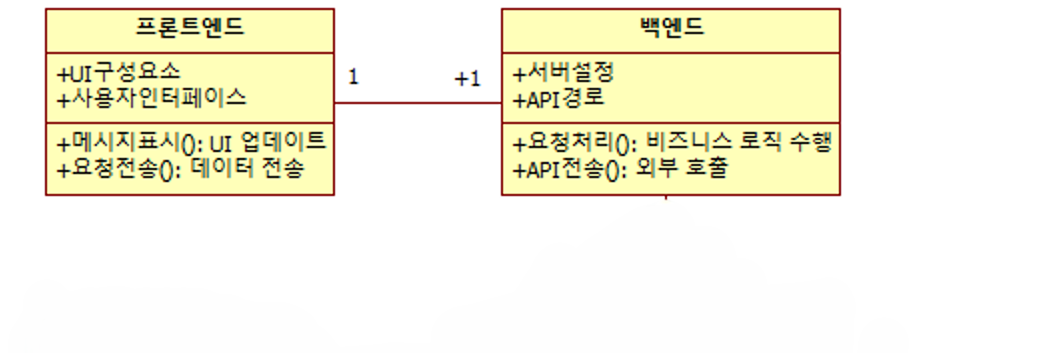 프론트엔드
+UI구성요소
+사용자인터페이스
+메시지표시(): UI 업데이트
+요청전송(): 데이터 전송
1
+1
백엔드
+서버설정
+API경로
+요청처리(): 비즈니스 로직 수행
+API전송(): 외부 호출